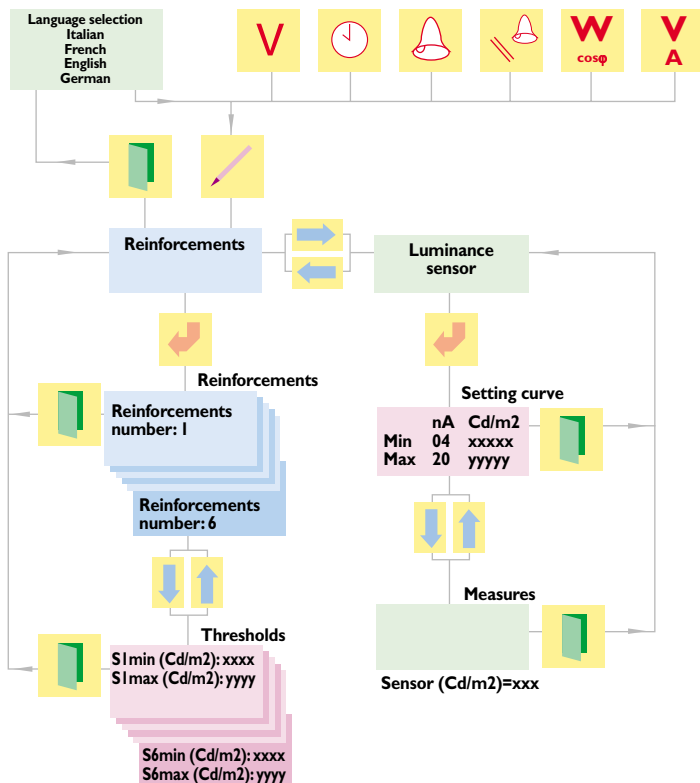 Language selection
Italian
French
English
German
V
W
cosφ
V
A
Reinforcements
Luminance
sensor
Reinforcements
Reinforcements
number: 1
Reinforcements
number: 6
Setting curve
nA Cd/m2
Min 04 xxxxx
Max 20 yyyyy
Thresholds
S1min (Cd/m2): xxxx
S1max (Cd/m2): yyyy
S6min (Cd/m2): xxxx
S6max (Cd/m2): yyyy
Measures
Sensor (Cd/m2)=xxx